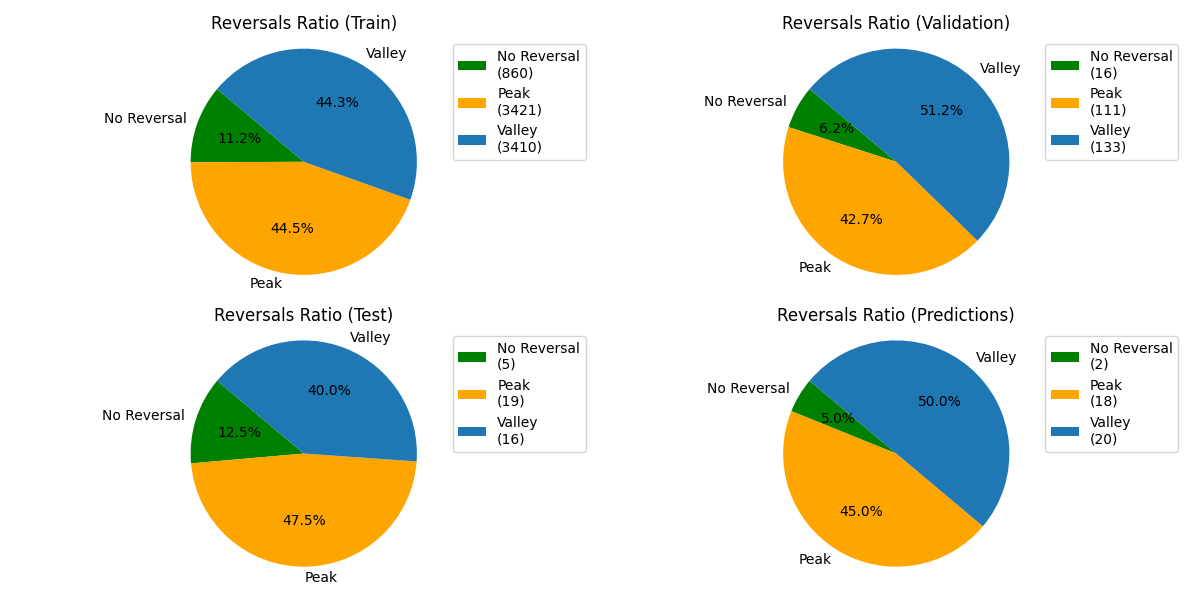 Reversals Ratio (Train)
Valley
44.3%
No Reversal
11.2%
44.5%
Peak
No Reversal
(860)
Peak
(3421)
Valley
(3410)
Reversals Ratio (Validation)
Valley
51.2%
No Reversal
6.2%
42.7%
Peak
No Reversal
(16)
Peak
(111)
Valley
(133)
Reversals Ratio (Test)
Valley
40.0%
No Reversal
12.5%
47.5%
Peak
No Reversal
(5)
Peak
(19)
Valley
(16)
Reversals Ratio (Predictions)
Valley
50.0%
No Reversal
5.0%
45.0%
Peak
No Reversal
(2)
Peak
(18)
Valley
(20)